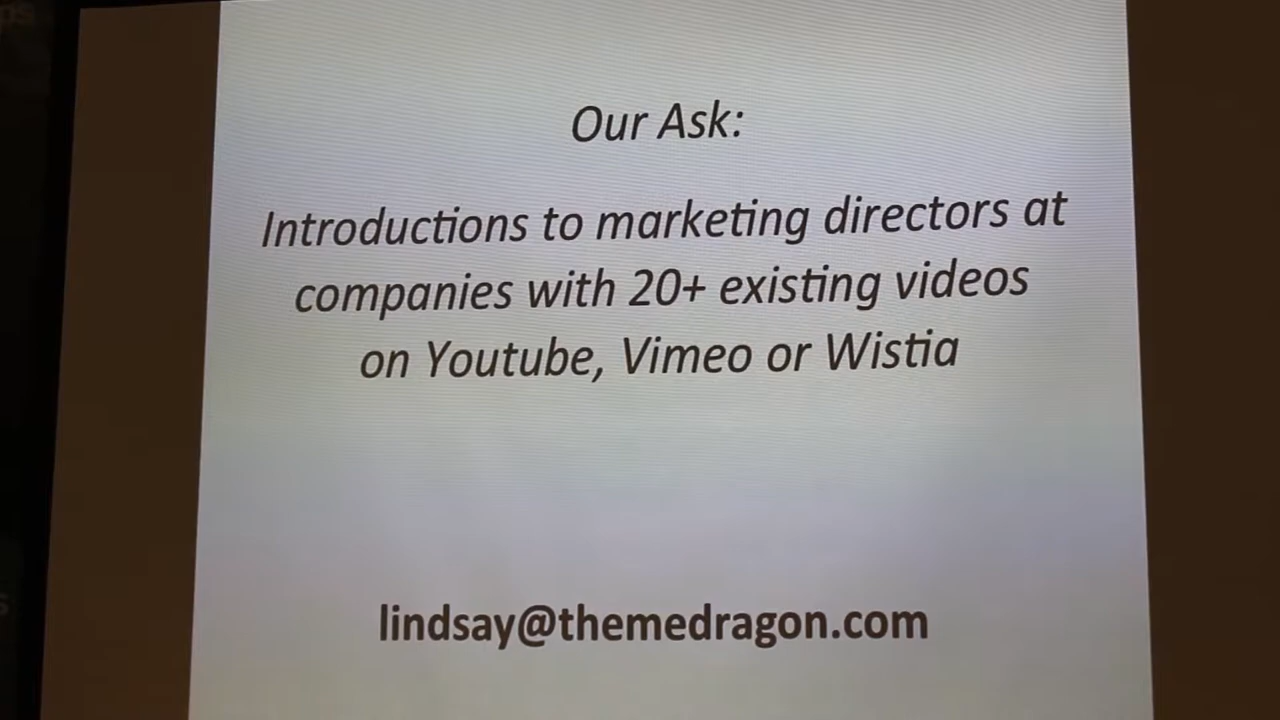 Our Ask:
Introductions to marketing directors at
companies with 20+ existing videos
on Youtube, Vimeo or Wistia
lindsay@themedragon.com